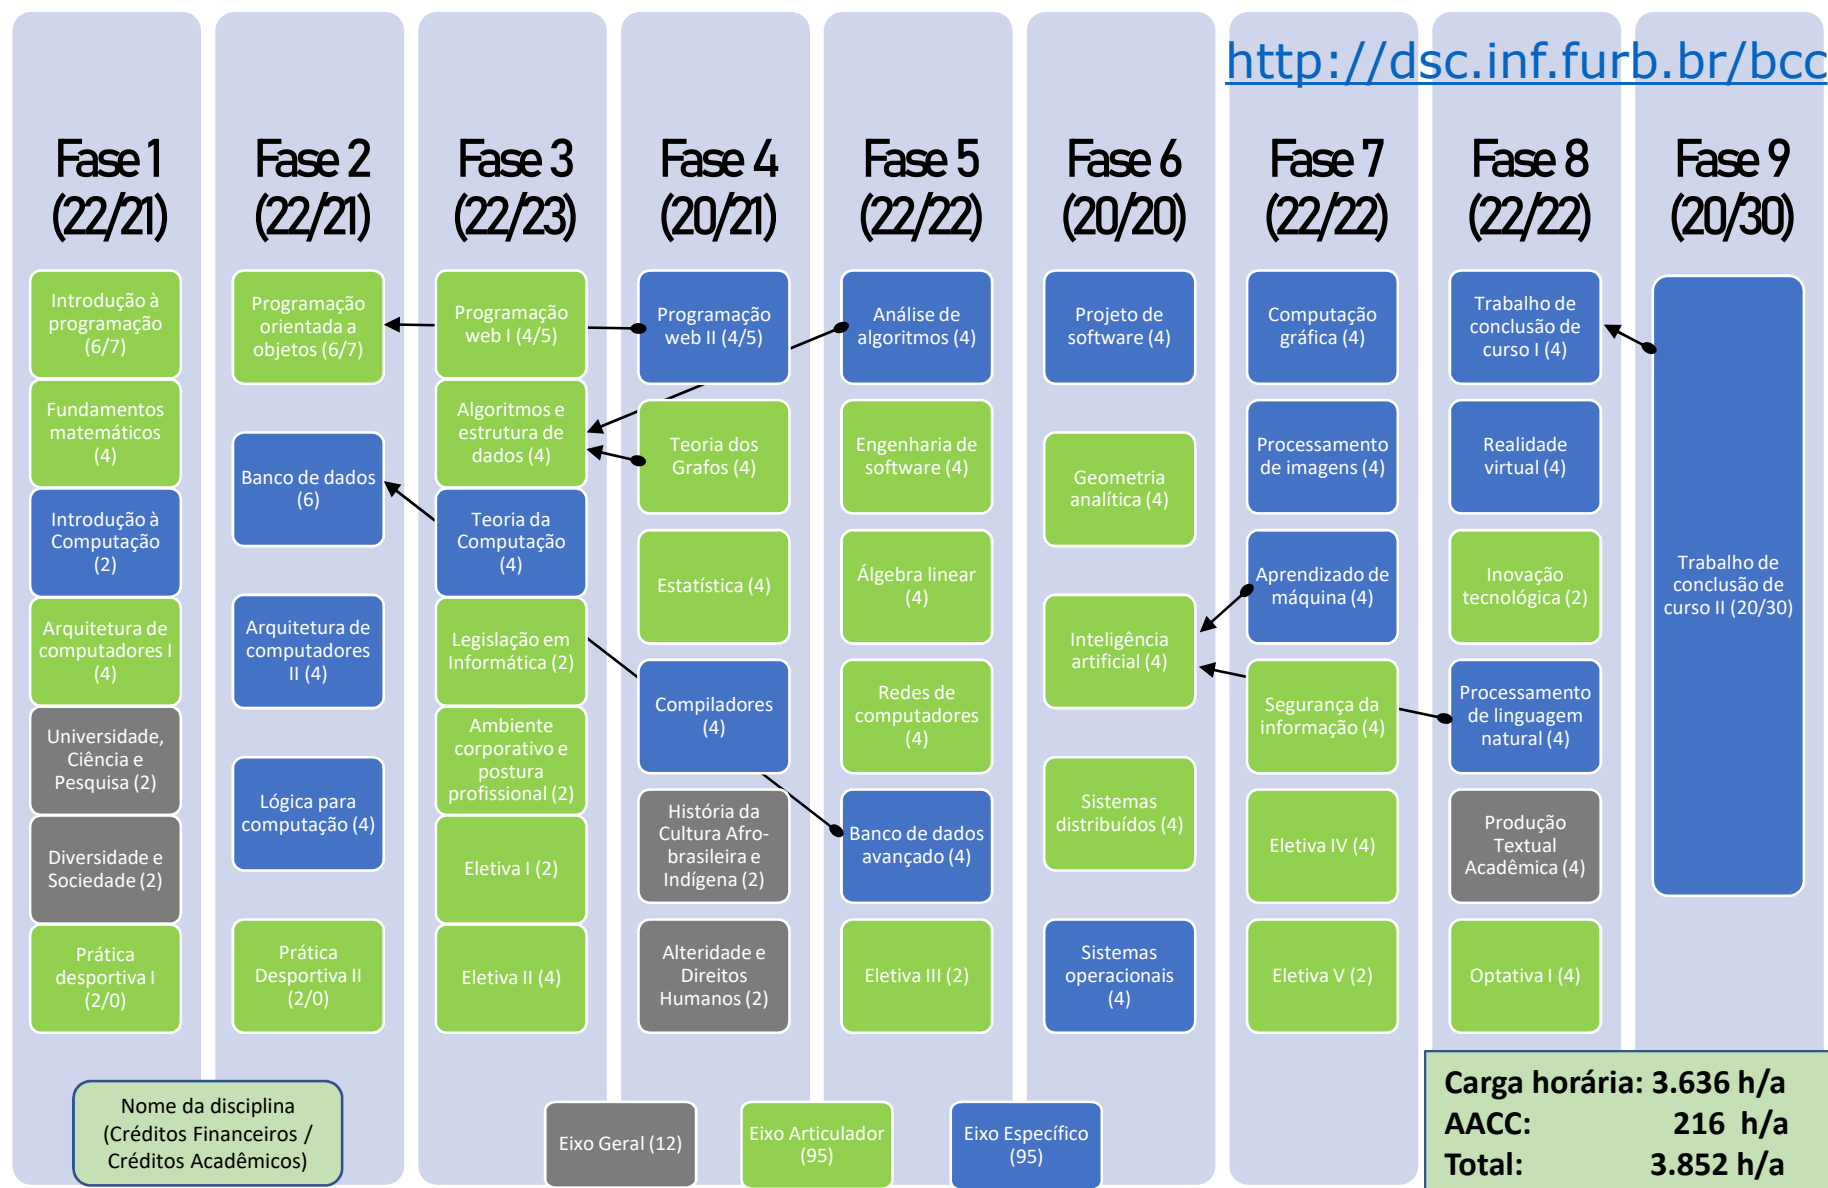 http://dsc.inf.furb.br/bcc
Fase 1
(22/21)
Introdução à
programação
(6/7)
Fundamentos
matemáticos
(4)
Introdução à
Computação
(2)
Arquitetura de
computadores I
(4)
Universidade,
Ciência e
Pesquisa (2)
Diversidade e
Sociedade (2)
Prática
desportiva I
(2/0)
Fase 2
(22/21)
Programação
orientada a
objetos (6/7)
Banco de dados
(6)
Arquitetura de
computadores
II (4)
Lógica para
computação (4)
Prática
Desportiva II
(2/0)
Fase 3
(22/23)
Programação
web I (4/5)
Algoritmos e
estrutura de
dados (4)
Teoria da
Computação
(4)
Legislação em
Informática (2)
Ambiente
corporativo e
postura
profissional (2)
Eletiva I (2)
Eletiva II (4)
Fase 4
(20/21)
Programação
web II (4/5)
Teoria dos
Grafos (4)
Estatística (4)
Compiladores
(4)
História da
Cultura Afro-
brasileira e
Indígena (2)
Alteridade e
Direitos
Humanos (2)
Fase 5
(22/22)
Análise de
algoritmos (4)
Engenharia de
software (4)
Álgebra linear
(4)
Redes de
computadores
(4)
Banco de dados
avançado (4)
Eletiva III (2)
Fase 6
(20/20)
Projeto de
software (4)
Geometria
analítica (4)
Inteligência
artificial (4)
Sistemas
distribuídos (4)
Sistemas
operacionais
(4)
Fase 7
(22/22)
Computação
gráfica (4)
Processamento
de imagens (4)
Aprendizado de
máquina (4)
Segurança da
informação (4)
Eletiva IV (4)
Eletiva V (2)
Fase 8
(22/22)
Trabalho de
conclusão de
curso I (4)
Realidade
virtual (4)
Inovação
tecnológica (2)
Processamento
de linguagem
natural (4)
Produção
Textual
Acadêmica (4)
Optativa I (4)
Fase 9
(20/30)
Trabalho de
conclusão de
curso II (20/30)
Nome da disciplina
(Créditos Financeiros /
Créditos Acadêmicos)
Eixo Geral (12)
Eixo Articulador
(95)
Eixo Específico
(95)
Carga horária: 3.636 h/a
AACC: 216 h/a
Total: 3.852 h/a